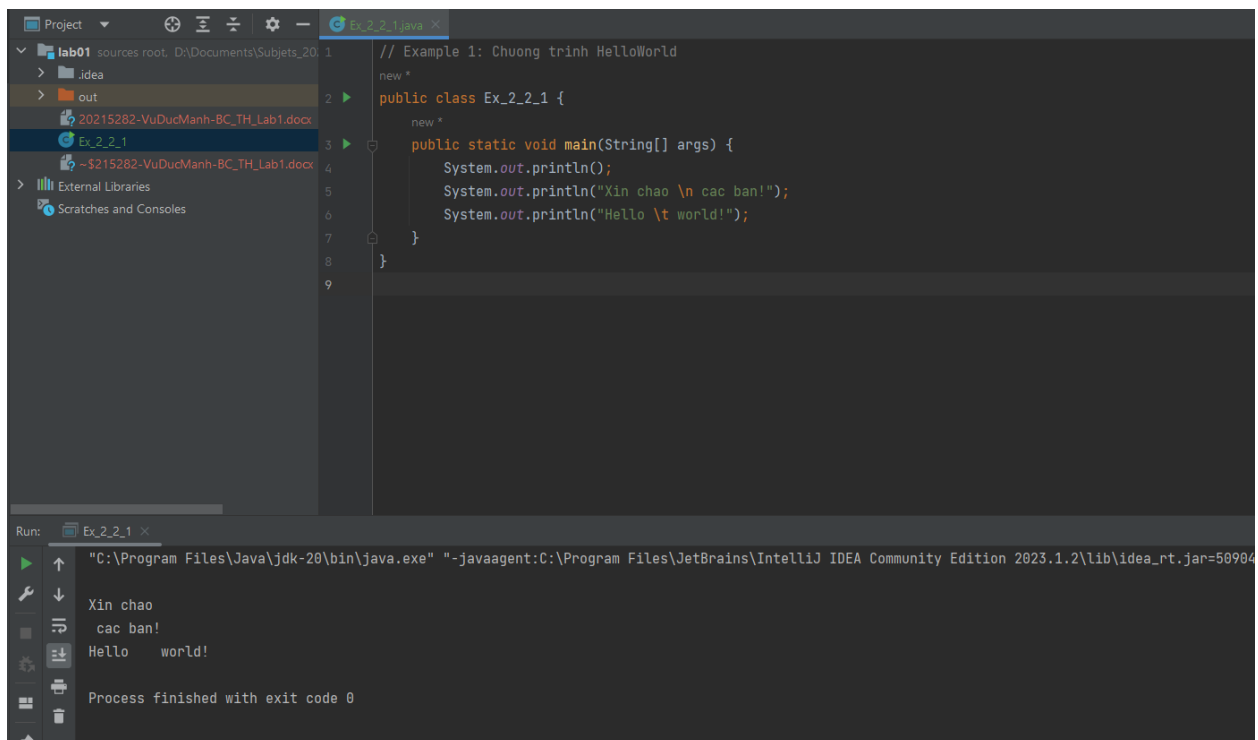 Project
Ex_2_2_1.java
lab01 sources root, D:\Documents\Subjets_20
.idea
out
20215282-VuDucManh-BC_TH_Lab1.docx
Ex_2_2_1
~$215282-VuDucManh-BC_TH_Lab1.docx
External Libraries
Scratches and Consoles
1 // Example 1: Chuong trinh HelloWorld
new *
2 public class Ex_2_2_1 {
new *
3 public static void main(String[] args) {
4 System.out.println();
5 System.out.println("Xin chao \n cac ban!");
6 System.out.println("Hello \t world!");
7 }
8 }
9
Run: Ex_2_2_1
"C:\Program Files\Java\jdk-20\bin\java.exe" "-javaagent:C:\Program Files\JetBrains\IntelliJ IDEA Community Edition 2023.1.2\lib\idea_rt.jar=50904
Xin chao
cac ban!
Hello world!
Process finished with exit code 0